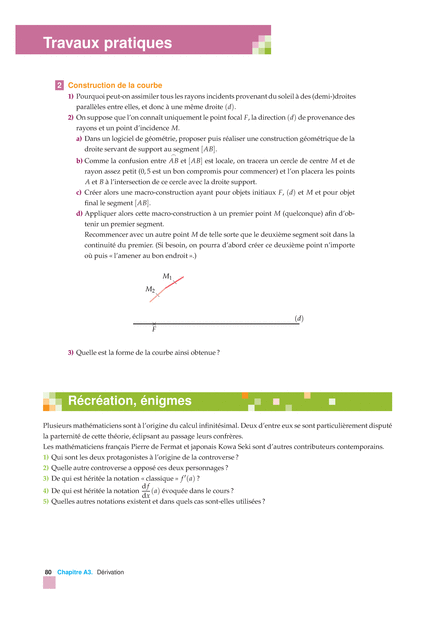 Travaux pratiques
2 Construction de la courbe
1) Pourquoi peut-on assimiler tous les rayons incidents provenant du soleil à des (demi-)droites
parallèles entre elles, et donc à une même droite (d).
2) On suppose que l'on connaît uniquement le point focal F, la direction (d) de provenance des
rayons et un point d'incidence M.
a) Dans un logiciel de géométrie, proposer puis réaliser une construction géométrique de la
droite servant de support au segment [AB].
b) Comme la confusion entre A͡B et [AB] est locale, on tracera un cercle de centre M et de
rayon assez petit (0,5 est un bon compromis pour commencer) et l'on placera les points
A et B à l'intersection de ce cercle avec la droite support.
c) Créer alors une macro-construction ayant pour objets initiaux F, (d) et M et pour objet
final le segment [AB].
d) Appliquer alors cette macro-construction à un premier point M (quelconque) afin d'ob-
tenir un premier segment.
Recommencer avec un autre point M de telle sorte que le deuxième segment soit dans la
continuité du premier. (Si besoin, on pourra d'abord créer ce deuxième point n'importe
où puis « l'amener au bon endroit ».)
M₁
M₂
(d)
F
3) Quelle est la forme de la courbe ainsi obtenue ?
Récréation, énigmes
Plusieurs mathématiciens sont à l'origine du calcul infinitésimal. Deux d'entre eux se sont particulièrement disputé
la paternité de cette théorie, éclipsant au passage leurs confrères.
Les mathématiciens français Pierre de Fermat et japonais Kowa Seki sont d'autres contributeurs contemporains.
1) Qui sont les deux protagonistes à l'origine de la controverse ?
2) Quelle autre controverse a opposé ces deux personnages ?
3) De qui est héritée la notation « classique » f′(a) ?
4) De qui est héritée la notation df/dx (a) évoquée dans le cours ?
5) Quelles autres notations existent et dans quels cas sont-elles utilisées ?
80 Chapitre A3. Dérivation